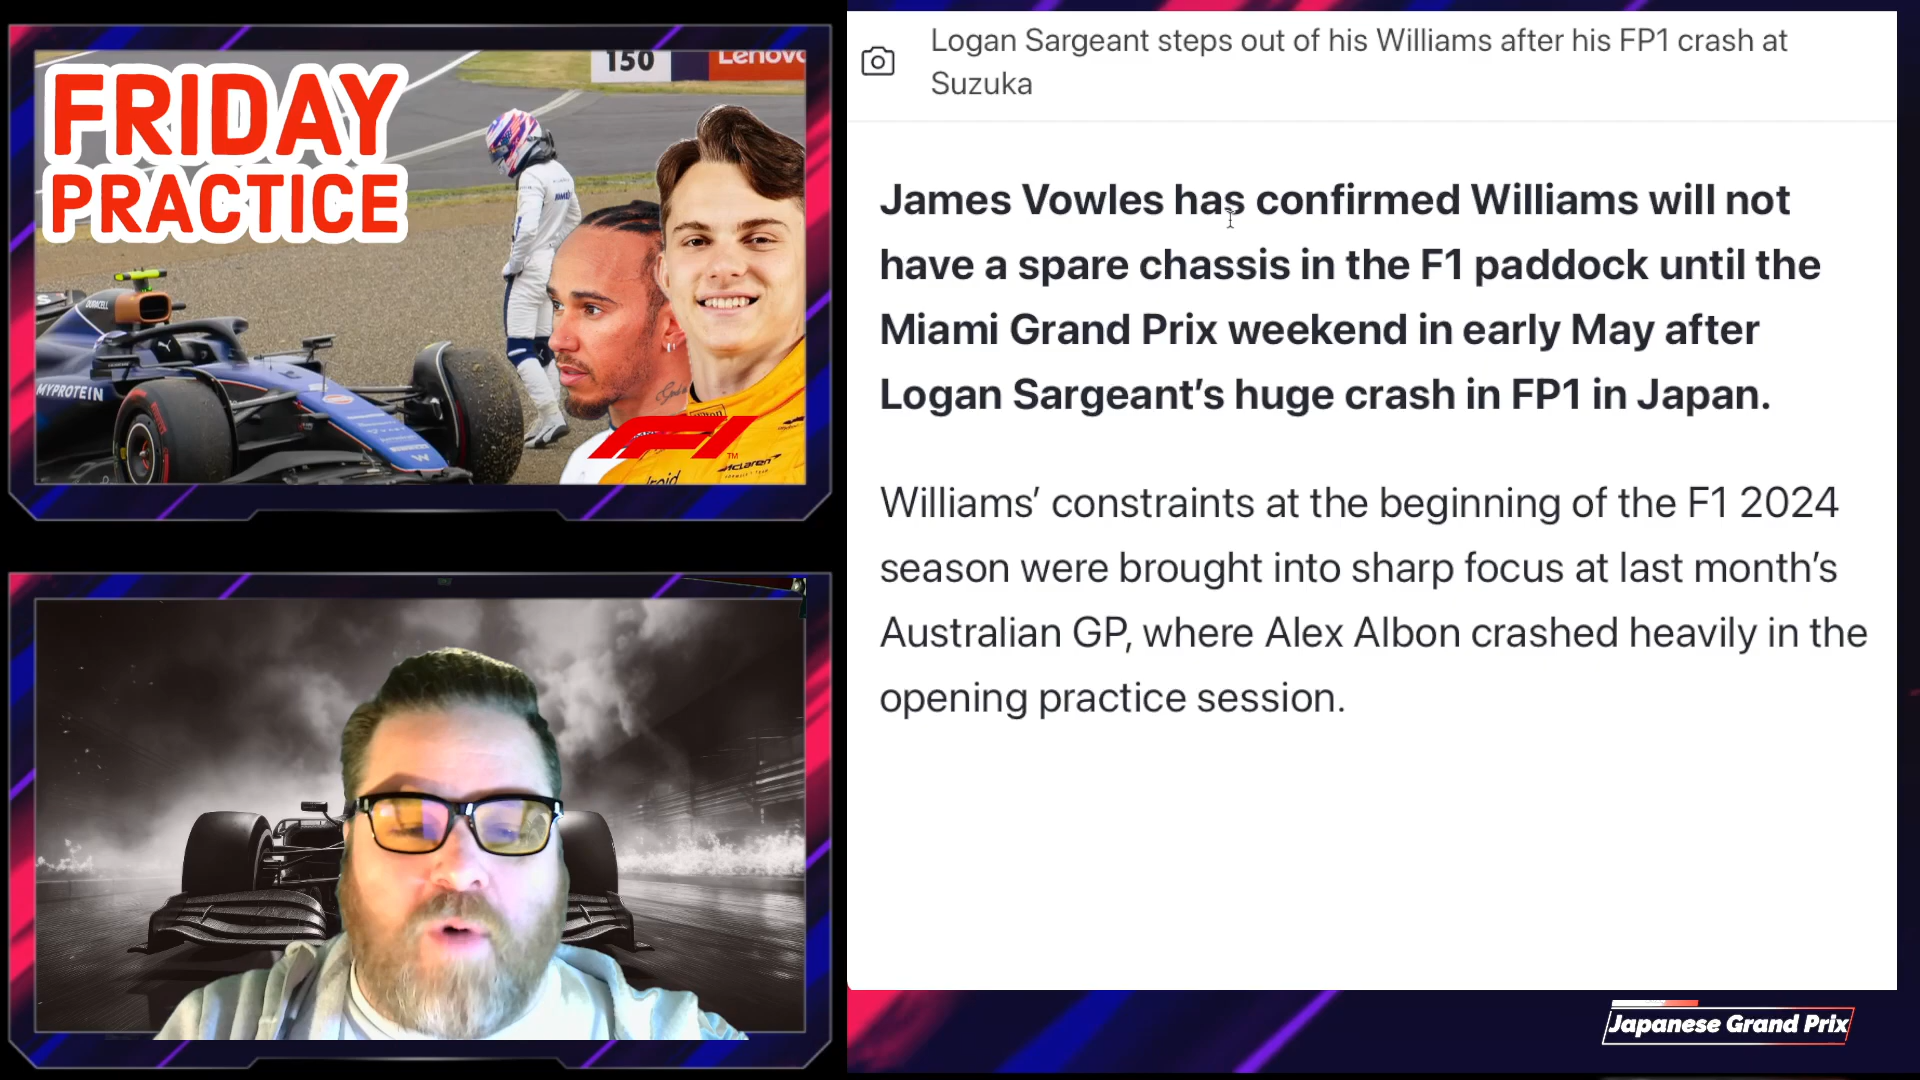 FRIDAY
PRACTICE
150
Lenovo
DURACELL
MYPROTEIN
F1
TM
McLaren
Logan Sargeant steps out of his Williams after his FP1 crash at
Suzuka
James Vowles has confirmed Williams will not
have a spare chassis in the F1 paddock until the
Miami Grand Prix weekend in early May after
Logan Sargeant’s huge crash in FP1 in Japan.
Williams’ constraints at the beginning of the F1 2024
season were brought into sharp focus at last month’s
Australian GP, where Alex Albon crashed heavily in the
opening practice session.
Japanese Grand Prix